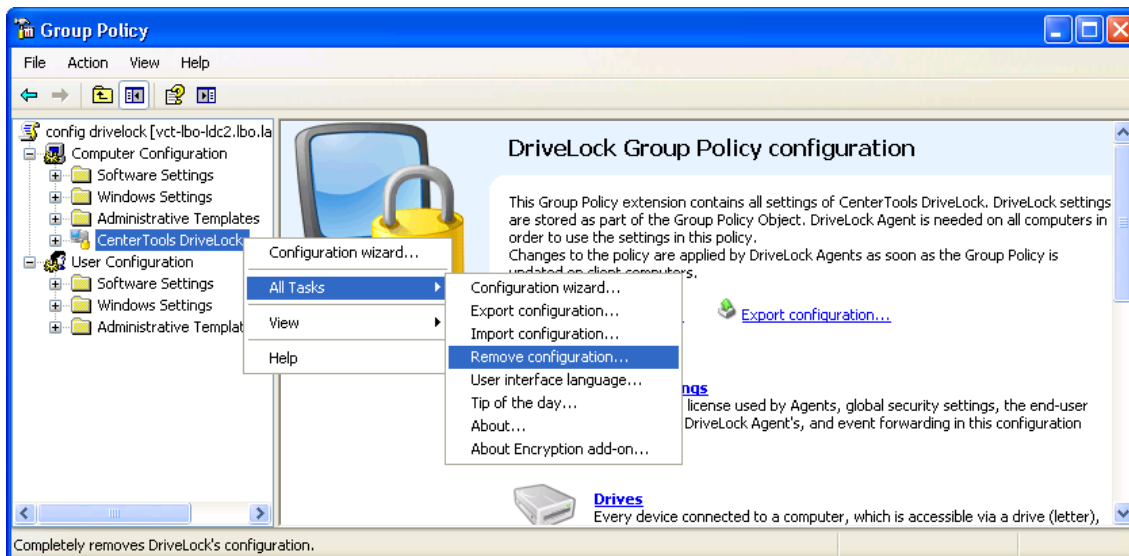 Group Policy
File Action View Help
config drivelock [vct-lbo-ldc2.lbo.la
Computer Configuration
Software Settings
Windows Settings
Administrative Templates
CenterTools DriveLock
User Configuration
Software Settings
Windows Settings
Administrative Templat
Configuration wizard...
All Tasks
View
Help
Configuration wizard...
Export configuration...
Import configuration...
Remove configuration...
User interface language...
Tip of the day...
About...
About Encryption add-on...
DriveLock Group Policy configuration
This Group Policy extension contains all settings of CenterTools DriveLock. DriveLock settings
are stored as part of the Group Policy Object. DriveLock Agent is needed on all computers in
order to use the settings in this policy.
Changes to the policy are applied by DriveLock Agents as soon as the Group Policy is
updated on client computers.
Export configuration...
ngs
license used by Agents, global security settings, the end-user
DriveLock Agent's, and event forwarding in this configuration
Drives
Every device connected to a computer, which is accessible via a drive (letter),
Completely removes DriveLock's configuration.